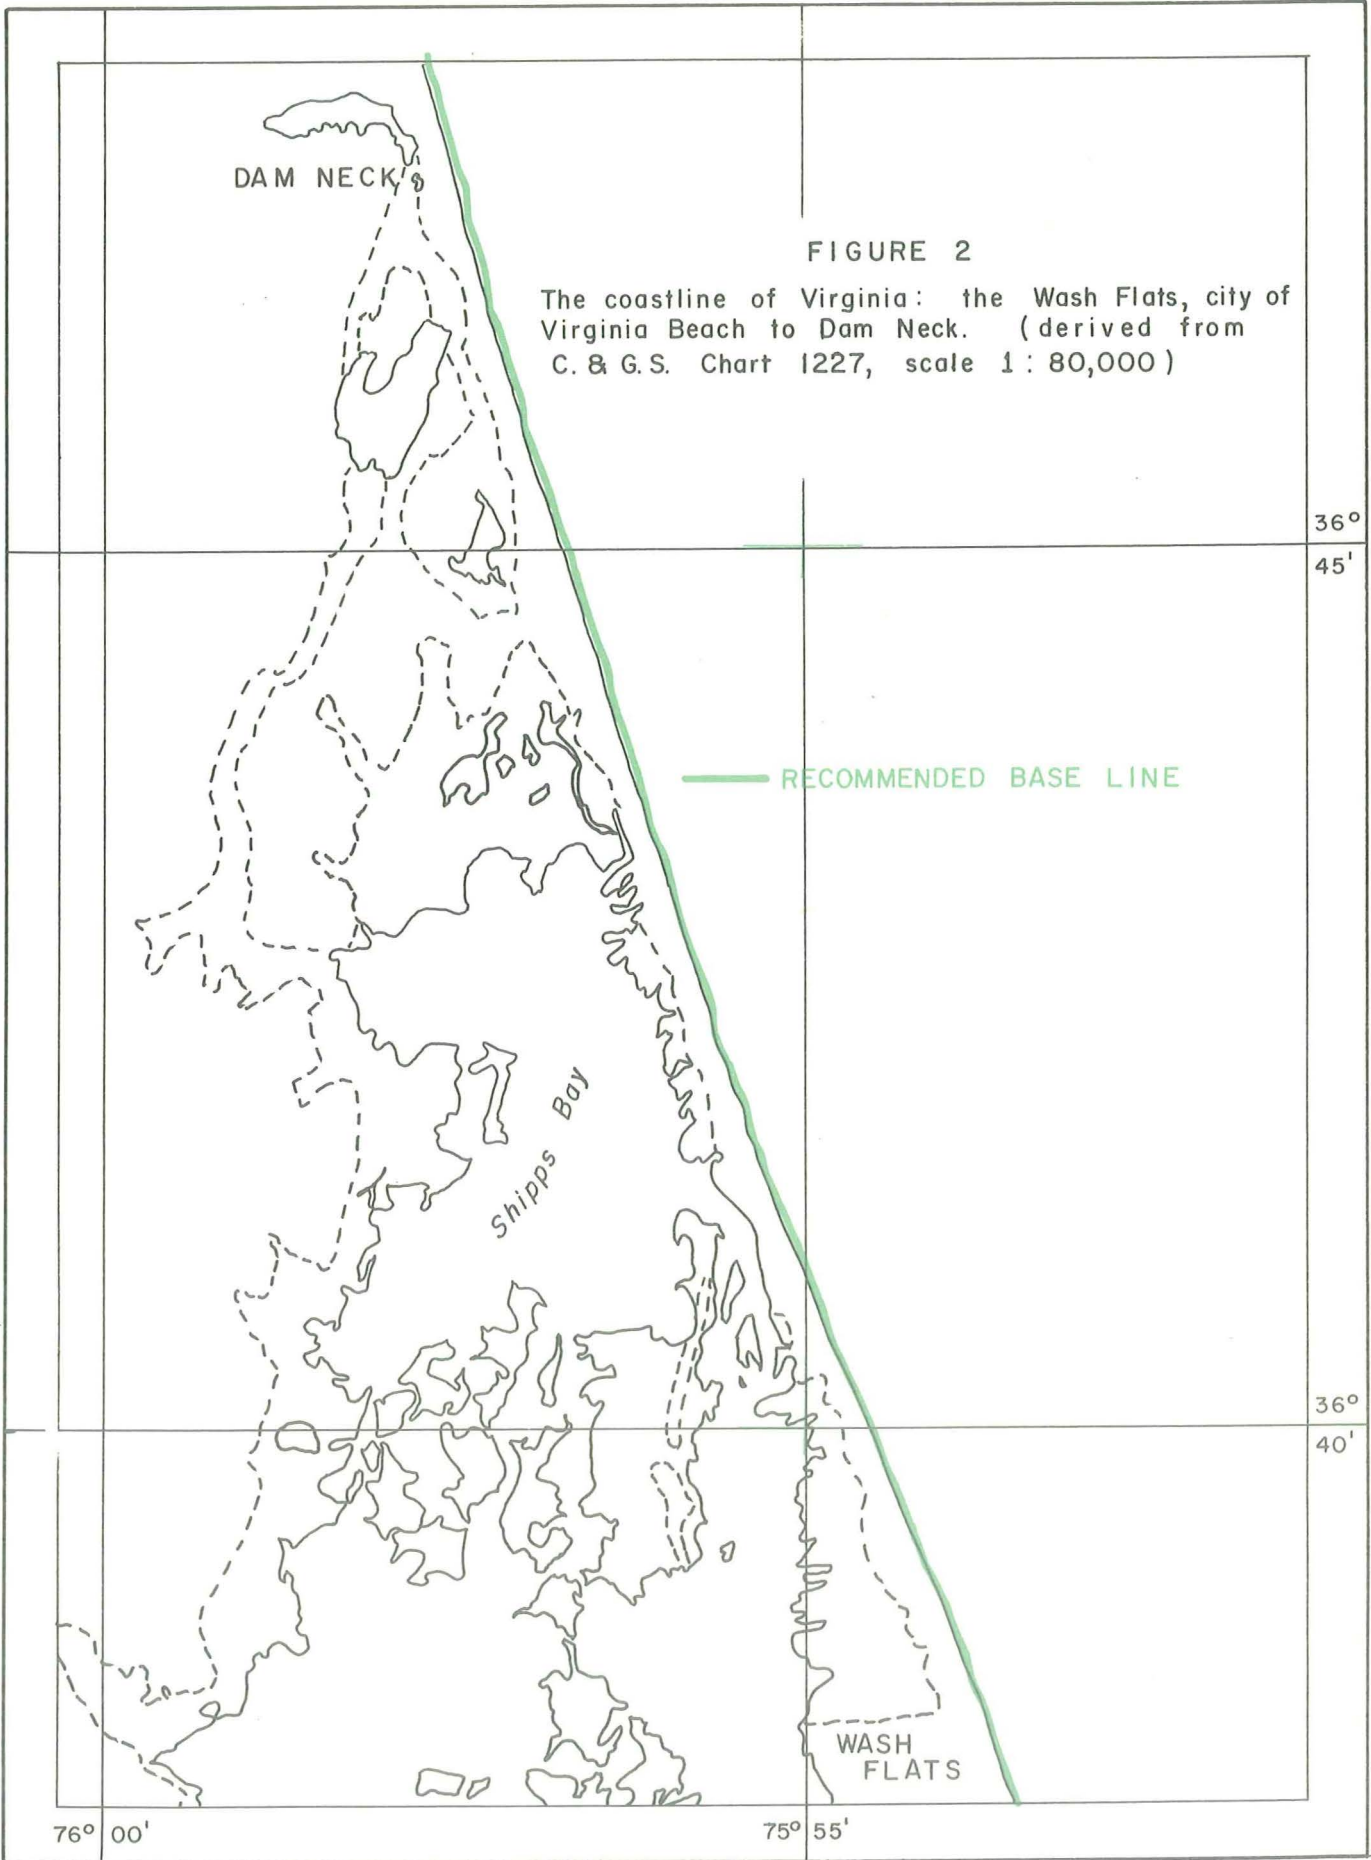 DAM NECK
FIGURE 2
The coastline of Virginia: the Wash Flats, city of
Virginia Beach to Dam Neck. (derived from
C. & G.S. Chart 1227, scale 1:80,000)
36°
45'
RECOMMENDED BASE LINE
Shipps Bay
36°
40'
WASH
FLATS
76° 00'
75° 55'